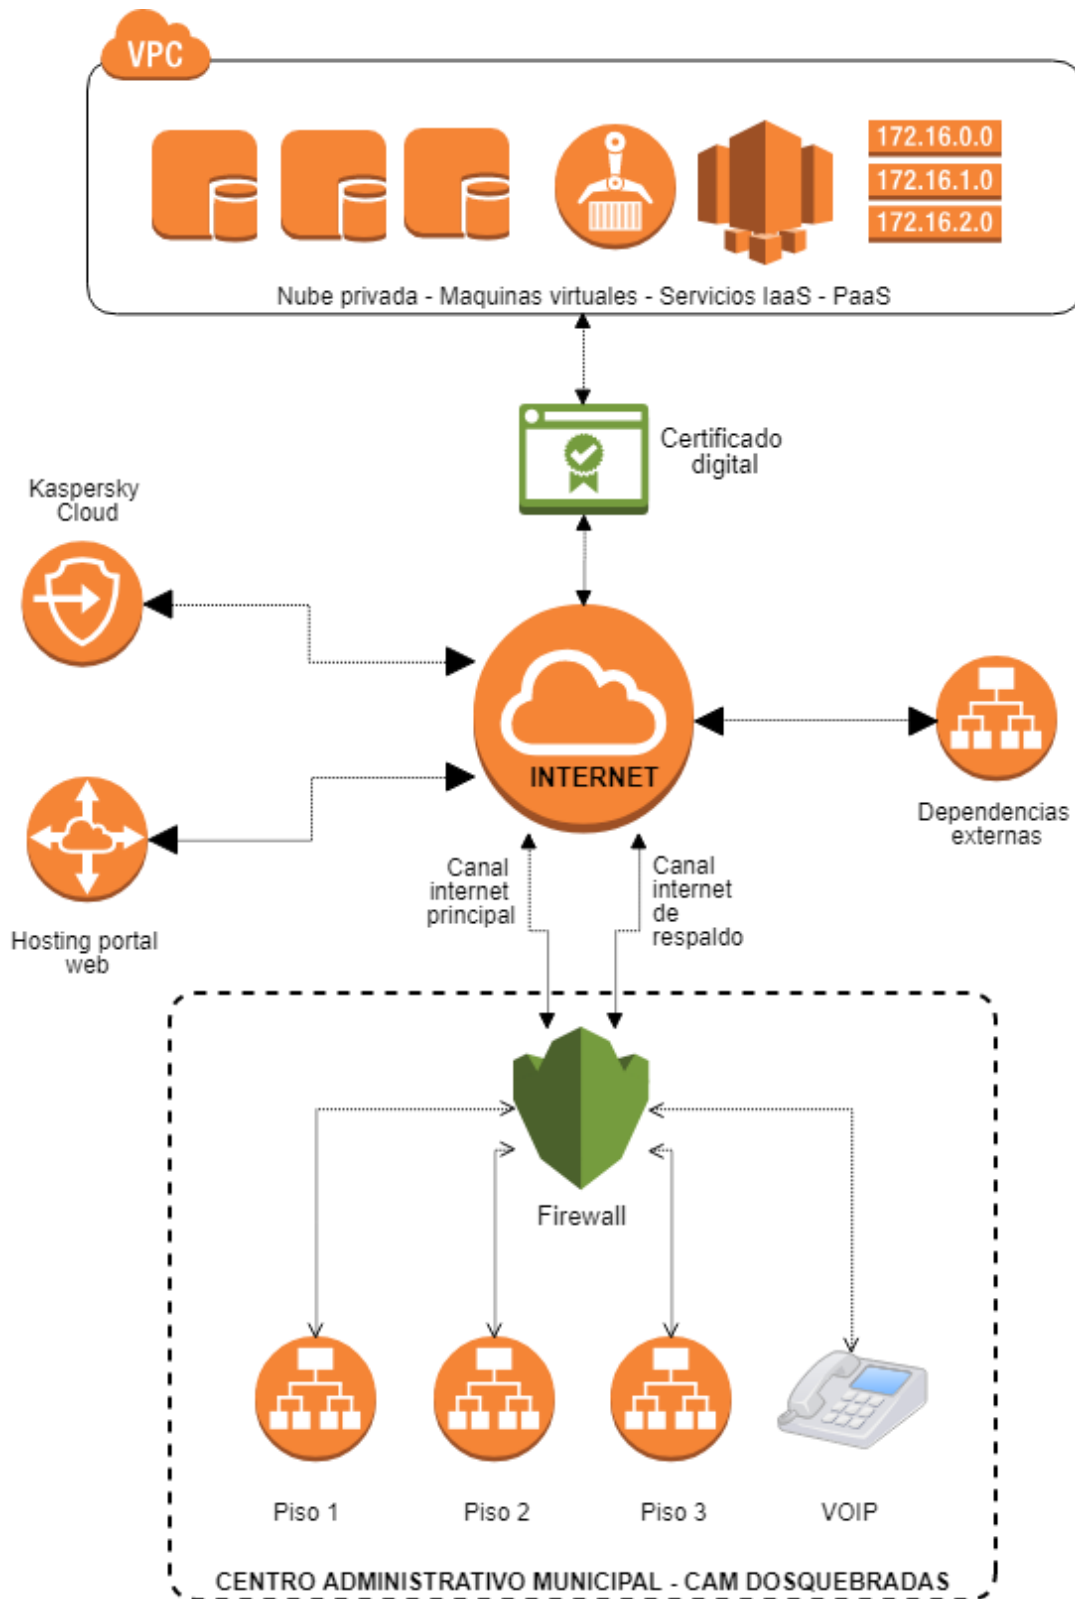 VPC
172.16.0.0
172.16.1.0
172.16.2.0
Nube privada - Maquinas virtuales - Servicios IaaS - PaaS
Certificado
digital
Kaspersky
Cloud
INTERNET
Dependencias
externas
Hosting portal
web
Canal
internet
principal
Canal
internet
de
respaldo
Firewall
Piso 1
Piso 2
Piso 3
VOIP
CENTRO ADMINISTRATIVO MUNICIPAL - CAM DOSQUEBRADAS